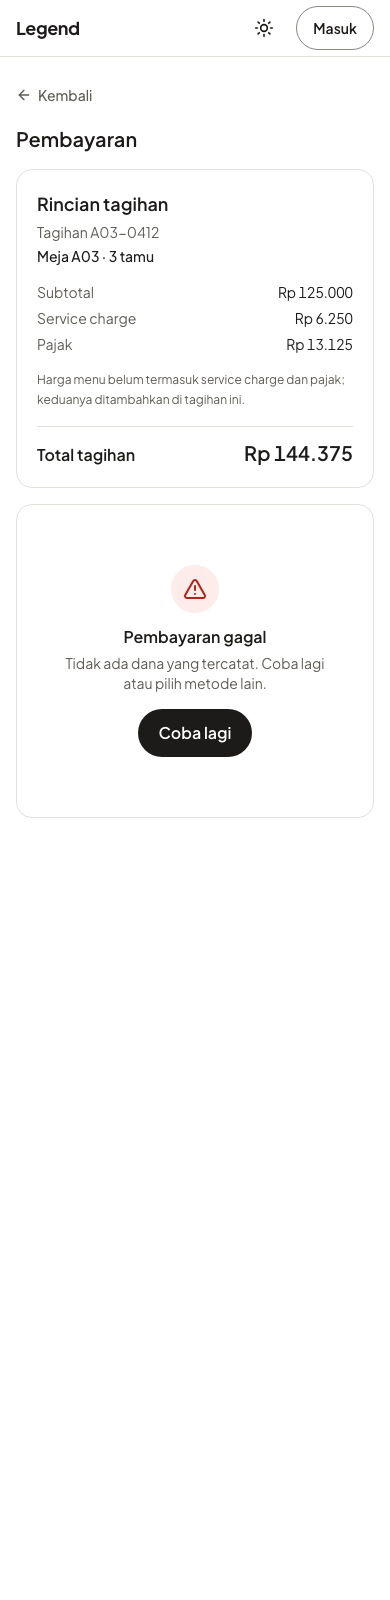 Legend
Masuk
Kembali
Pembayaran
Rincian tagihan
Tagihan A03-0412
Meja A03 · 3 tamu
Subtotal Rp 125.000
Service charge Rp 6.250
Pajak Rp 13.125
Harga menu belum termasuk service charge dan pajak;
keduanya ditambahkan di tagihan ini.
Total tagihan Rp 144.375
Pembayaran gagal
Tidak ada dana yang tercatat. Coba lagi
atau pilih metode lain.
Coba lagi